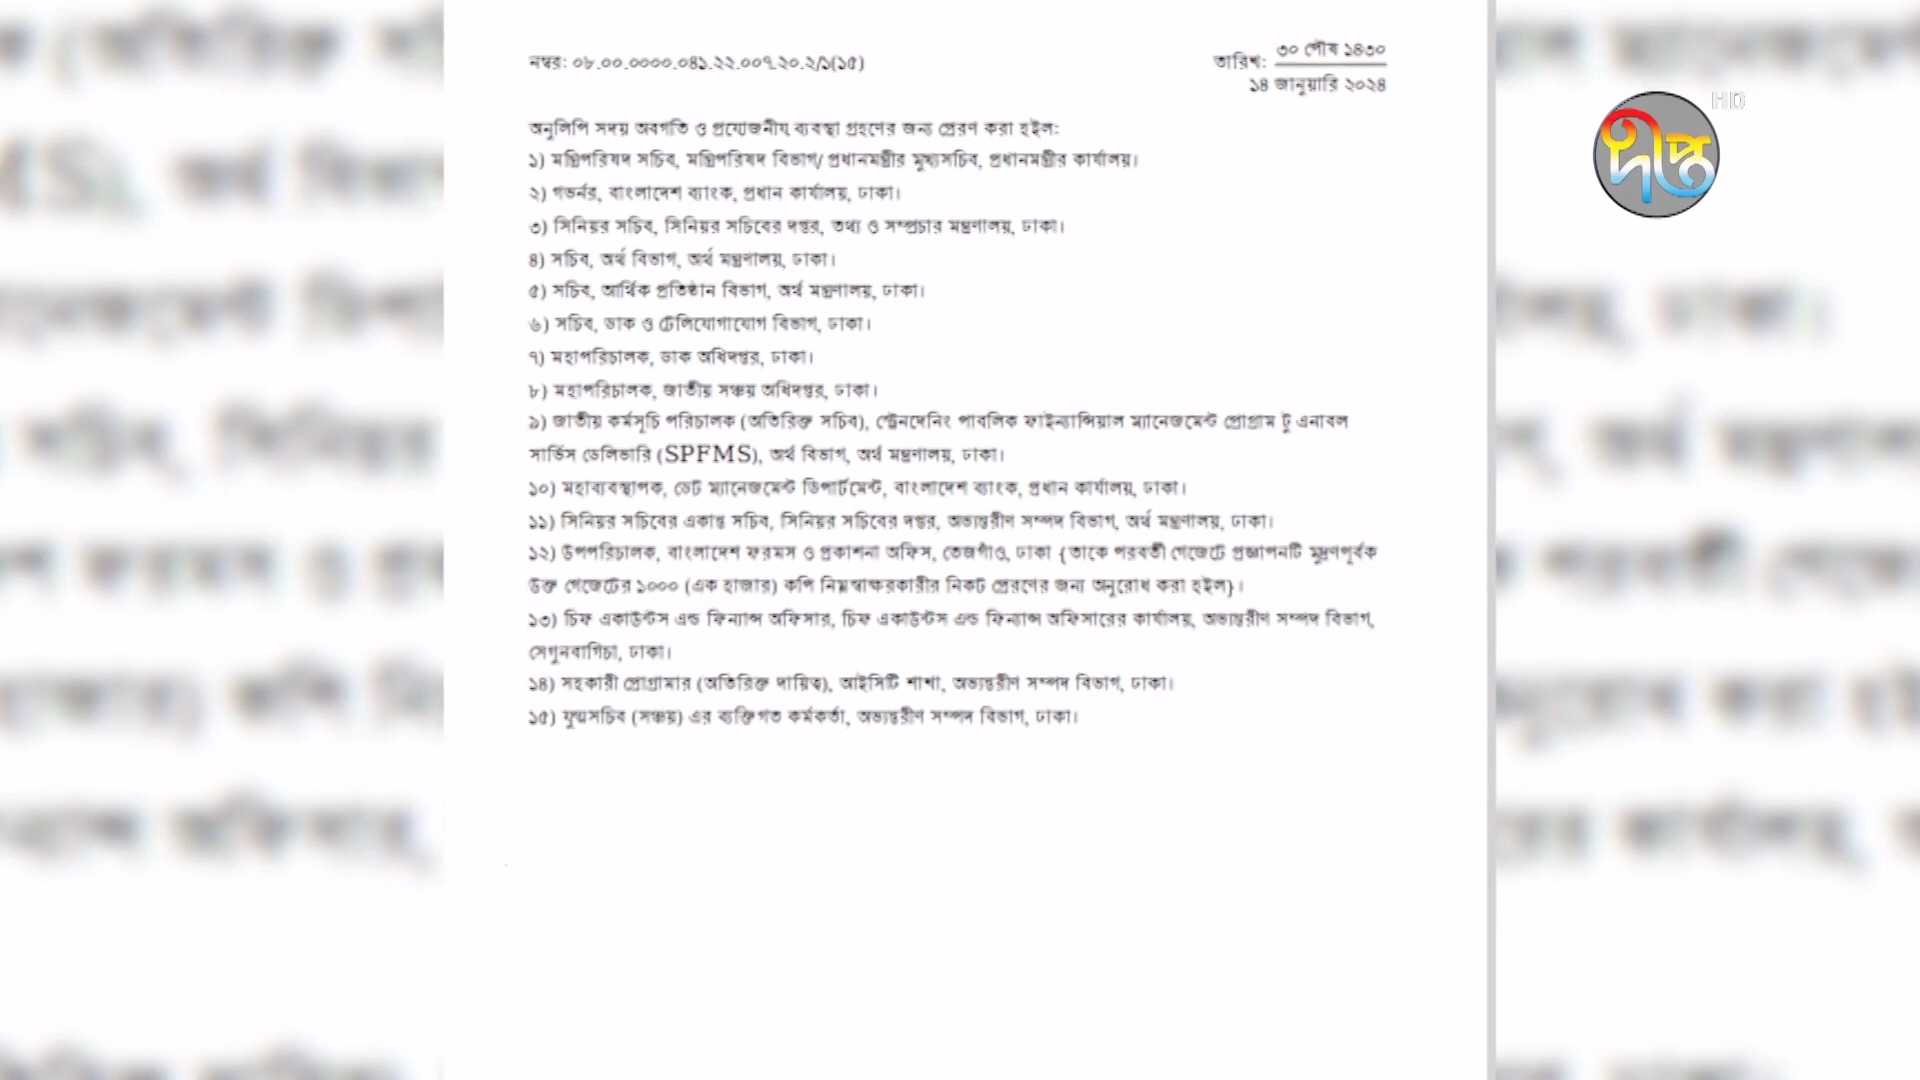 নম্বর: ০৮.০০.০০০০.০৪১.২২.০০৭.২০.২/১(১৫)
তারিখ: ৩০ পৌষ ১৪৩০
১৪ জানুয়ারি ২০২৪
HD
দীপ্ত
অনুলিপি সদয় অবগতি ও প্রয়োজনীয় ব্যবস্থা গ্রহণের জন্য প্রেরণ করা হইল:
১) মন্ত্রিপরিষদ সচিব, মন্ত্রিপরিষদ বিভাগ/ প্রধানমন্ত্রীর মুখ্যসচিব, প্রধানমন্ত্রীর কার্যালয়।
২) গভর্নর, বাংলাদেশ ব্যাংক, প্রধান কার্যালয়, ঢাকা।
৩) সিনিয়র সচিব, সিনিয়র সচিবের দপ্তর, তথ্য ও সম্প্রচার মন্ত্রণালয়, ঢাকা।
৪) সচিব, অর্থ বিভাগ, অর্থ মন্ত্রণালয়, ঢাকা।
৫) সচিব, আর্থিক প্রতিষ্ঠান বিভাগ, অর্থ মন্ত্রণালয়, ঢাকা।
৬) সচিব, ডাক ও টেলিযোগাযোগ বিভাগ, ঢাকা।
৭) মহাপরিচালক, ডাক অধিদপ্তর, ঢাকা।
৮) মহাপরিচালক, জাতীয় সঞ্চয় অধিদপ্তর, ঢাকা।
৯) জাতীয় কর্মসূচি পরিচালক (অতিরিক্ত সচিব), স্ট্রেনদেনিং পাবলিক ফাইন্যান্সিয়াল ম্যানেজমেন্ট প্রোগ্রাম টু এনাবল
সার্ভিস ডেলিভারি (SPFMS), অর্থ বিভাগ, অর্থ মন্ত্রণালয়, ঢাকা।
১০) মহাব্যবস্থাপক, ডেট ম্যানেজমেন্ট ডিপার্টমেন্ট, বাংলাদেশ ব্যাংক, প্রধান কার্যালয়, ঢাকা।
১১) সিনিয়র সচিবের একান্ত সচিব, সিনিয়র সচিবের দপ্তর, অভ্যন্তরীণ সম্পদ বিভাগ, অর্থ মন্ত্রণালয়, ঢাকা।
১২) উপপরিচালক, বাংলাদেশ ফরমস ও প্রকাশনা অফিস, তেজগাঁও, ঢাকা {তাকে পরবর্তী গেজেটে প্রজ্ঞাপনটি মুদ্রণপূর্বক
উক্ত গেজেটের ১০০০ (এক হাজার) কপি নিম্নস্বাক্ষরকারীর নিকট প্রেরণের জন্য অনুরোধ করা হইল}।
১৩) চিফ একাউন্টস এন্ড ফিন্যান্স অফিসার, চিফ একাউন্টস এন্ড ফিন্যান্স অফিসারের কার্যালয়, অভ্যন্তরীণ সম্পদ বিভাগ,
সেগুনবাগিচা, ঢাকা।
১৪) সহকারী প্রোগ্রামার (অতিরিক্ত দায়িত্ব), আইসিটি শাখা, অভ্যন্তরীণ সম্পদ বিভাগ, ঢাকা।
১৫) যুগ্মসচিব (সঞ্চয়) এর ব্যক্তিগত কর্মকর্তা, অভ্যন্তরীণ সম্পদ বিভাগ, ঢাকা।